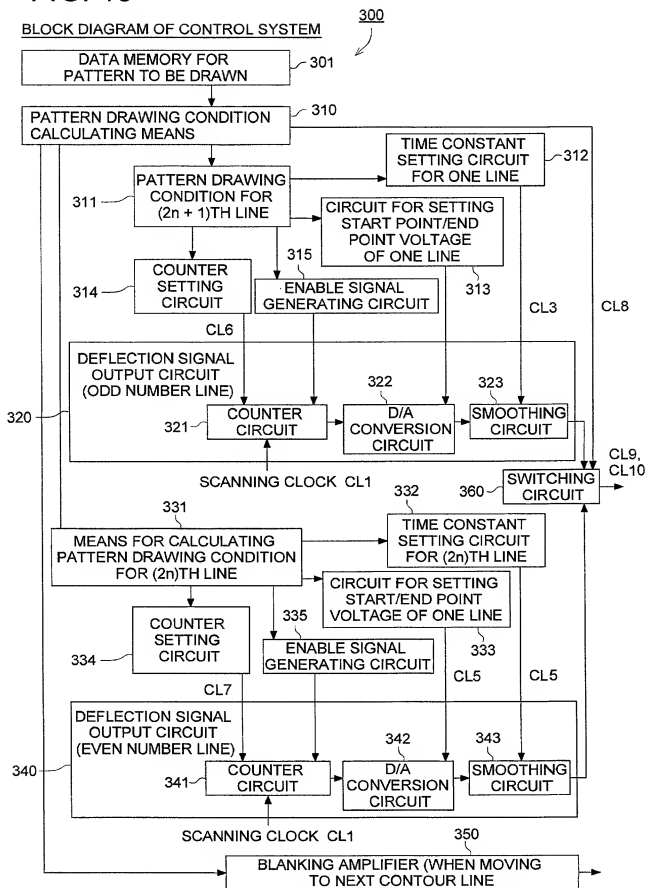 BLOCK DIAGRAM OF CONTROL SYSTEM
300
DATA MEMORY FOR
PATTERN TO BE DRAWN
301
PATTERN DRAWING CONDITION
CALCULATING MEANS
310
311
PATTERN DRAWING
CONDITION FOR
(2n + 1)TH LINE
TIME CONSTANT
SETTING CIRCUIT
FOR ONE LINE
312
CIRCUIT FOR SETTING
START POINT/END
POINT VOLTAGE
OF ONE LINE
313
314
COUNTER
SETTING
CIRCUIT
315
ENABLE SIGNAL
GENERATING CIRCUIT
CL6
CL3
CL8
320
DEFLECTION SIGNAL
OUTPUT CIRCUIT
(ODD NUMBER LINE)
321
COUNTER
CIRCUIT
322
D/A
CONVERSION
CIRCUIT
323
SMOOTHING
CIRCUIT
SCANNING CLOCK CL1
CL9,
CL10
360
SWITCHING
CIRCUIT
331
MEANS FOR CALCULATING
PATTERN DRAWING CONDITION
FOR (2n)TH LINE
332
TIME CONSTANT
SETTING CIRCUIT
FOR (2n)TH LINE
CIRCUIT FOR SETTING
START/END POINT
VOLTAGE OF ONE LINE
333
334
COUNTER
SETTING
CIRCUIT
335
ENABLE SIGNAL
GENERATING CIRCUIT
CL7
CL5
CL5
340
DEFLECTION SIGNAL
OUTPUT CIRCUIT
(EVEN NUMBER LINE)
341
COUNTER
CIRCUIT
342
D/A
CONVERSION
CIRCUIT
343
SMOOTHING
CIRCUIT
SCANNING CLOCK CL1
350
BLANKING AMPLIFIER (WHEN MOVING
TO NEXT CONTOUR LINE